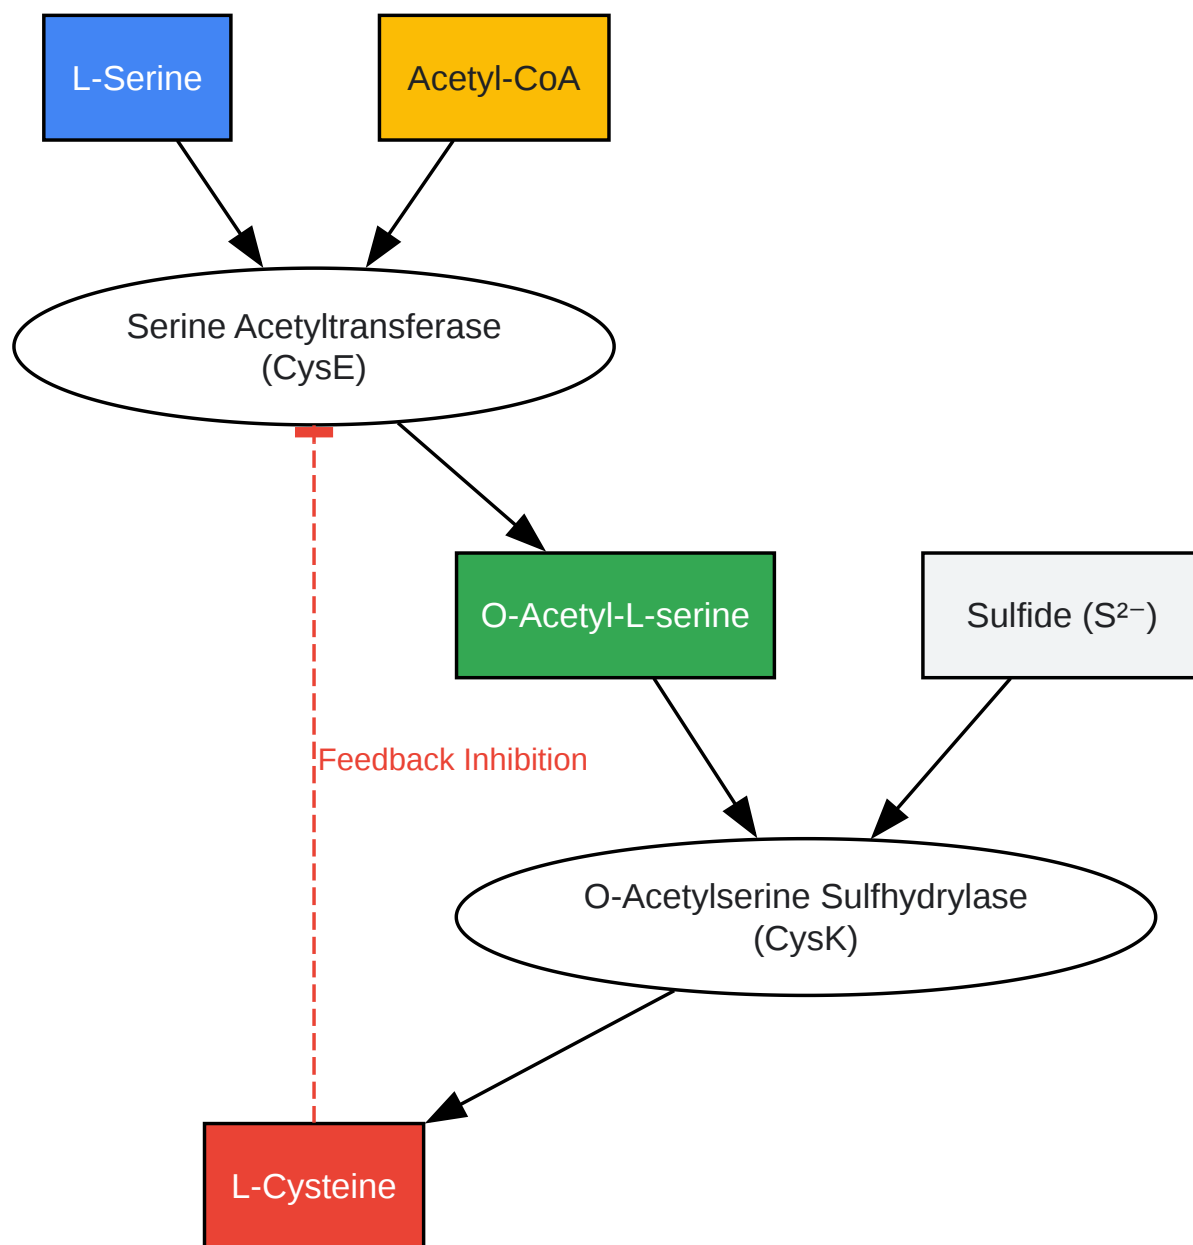 L-Serine
Acetyl-CoA
Serine Acetyltransferase
(CysE)
O-Acetyl-L-serine
Sulfide (S²⁻)
Feedback Inhibition
O-Acetylserine Sulfhydrylase
(CysK)
L-Cysteine